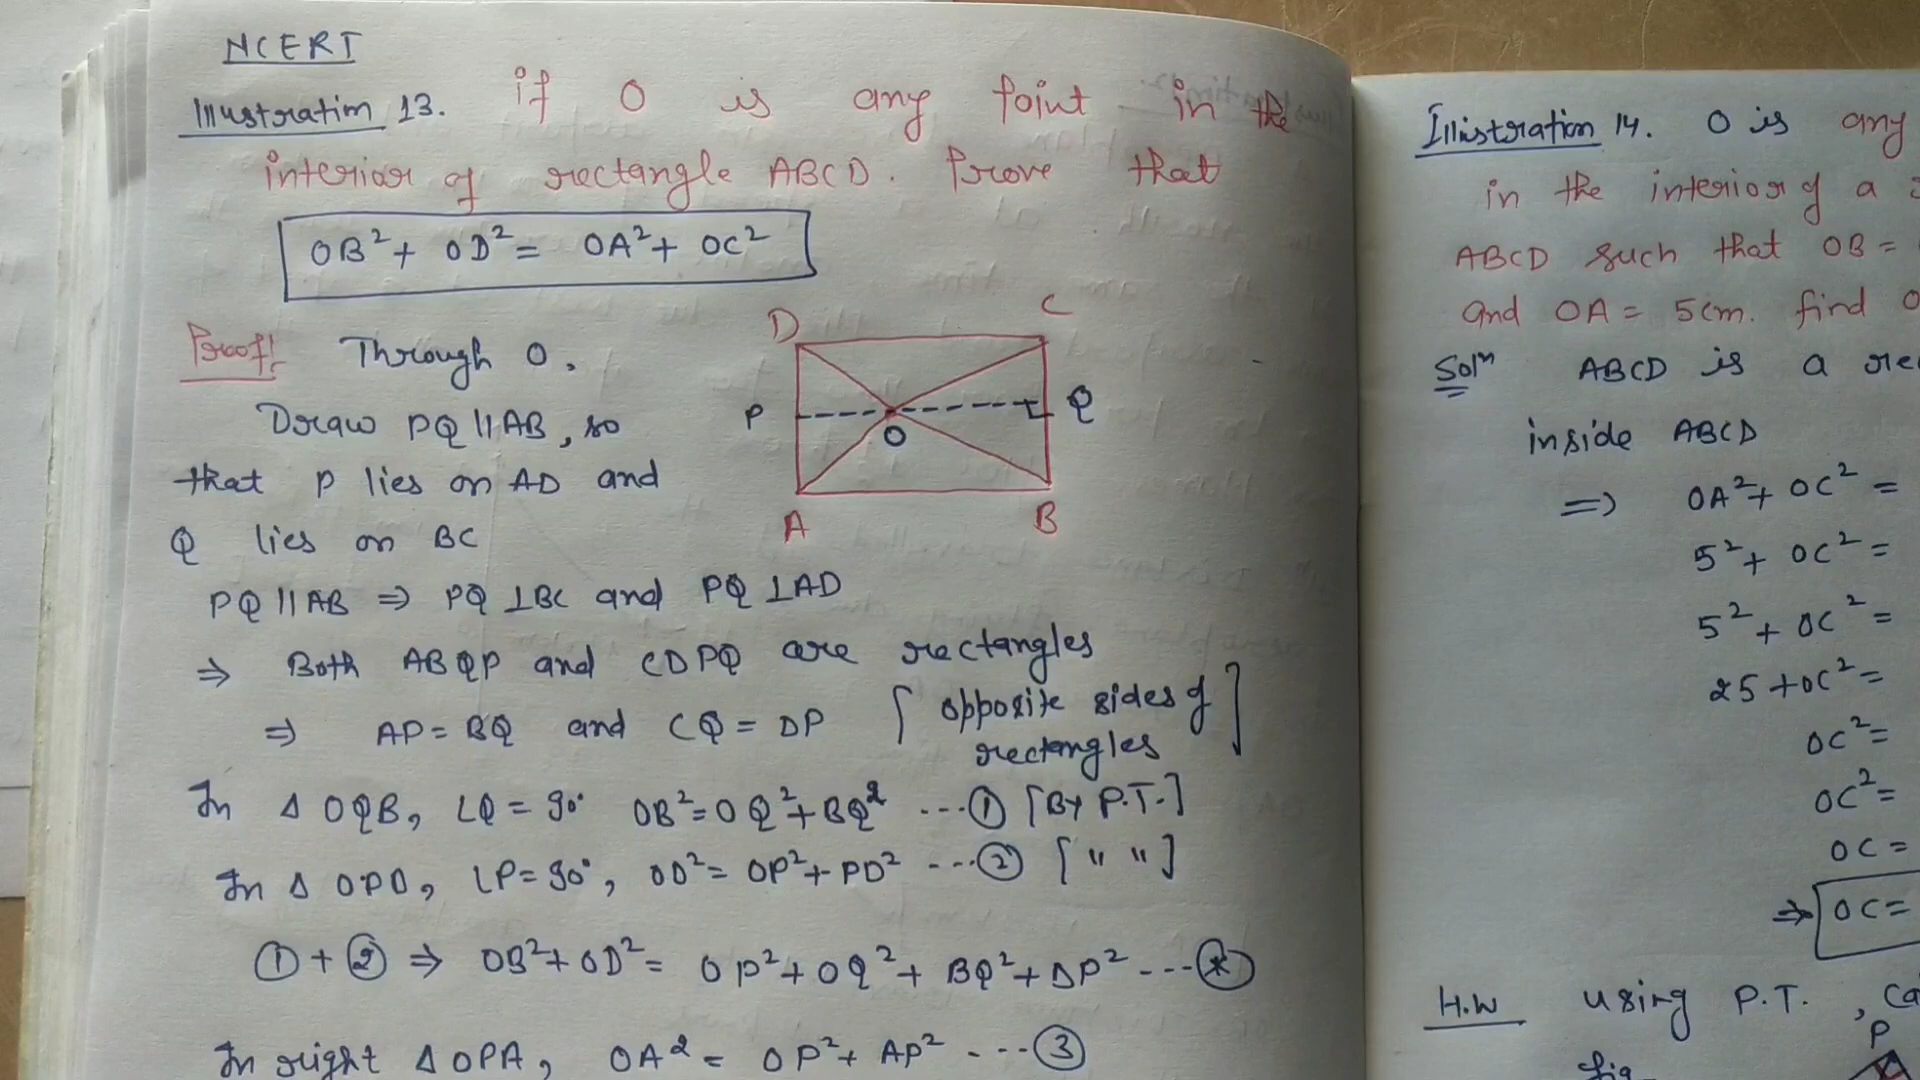 NCERT
Illustration 13. if O is any point in the
interior of rectangle ABCD. Prove that
OB²+ OD²= OA²+ OC²
Proof! Through O,
Draw PQ || AB, so
that P lies on AD and
Q lies on BC
D
C
P
Q
O
A
B
PQ || AB ⇒ PQ ⊥BC and PQ ⊥AD
⇒ Both ABQP and CDPQ are rectangles
⇒ AP= BQ and CQ = DP [opposite sides of
rectangles]
In Δ OQB, ∠Q = 90° OB²= OQ²+ BQ² ---① [By P.T.]
In Δ OPD, ∠P= 90°, OD²= OP²+ PD² ---② [ " " ]
①+② ⇒ OB²+ OD²= OP²+ OQ²+ BQ²+ DP² ---(*)
In right Δ OPA, OA² = OP²+ AP² ----③
Illistration 14. O is any
in the interior of a
ABCD such that OB =
and OA = 5cm. find
Solⁿ ABCD is a
inside ABCD
⇒ OA²+ OC² =
5²+ OC² =
5²+ OC² =
25 +OC²=
OC²=
OC²=
OC =
⇒ OC=
H.W using P.T. ,
P
fig